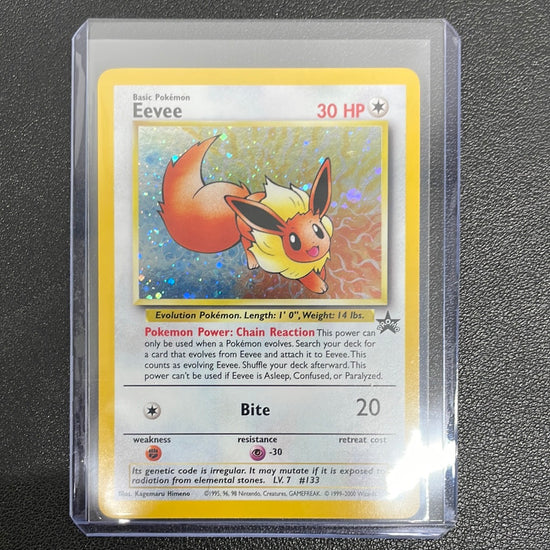 Basic Pokémon
Eevee 30 HP
Evolution Pokémon. Length: 1' 0", Weight: 14 lbs.
Pokemon Power: Chain Reaction This power can
only be used when a Pokémon evolves. Search your deck for
a card that evolves from Eevee and attach it to Eevee. This
counts as evolving Eevee. Shuffle your deck afterward. This
power can't be used if Eevee is Asleep, Confused, or Paralyzed.
Bite 20
weakness resistance retreat cost
-30
Its genetic code is irregular. It may mutate if it is exposed to
radiation from elemental stones. LV. 7 #133
Illus. Kagemaru Himeno ©1995, 96, 98 Nintendo, Creatures, GAMEFREAK. ©1999-2000 Wizards